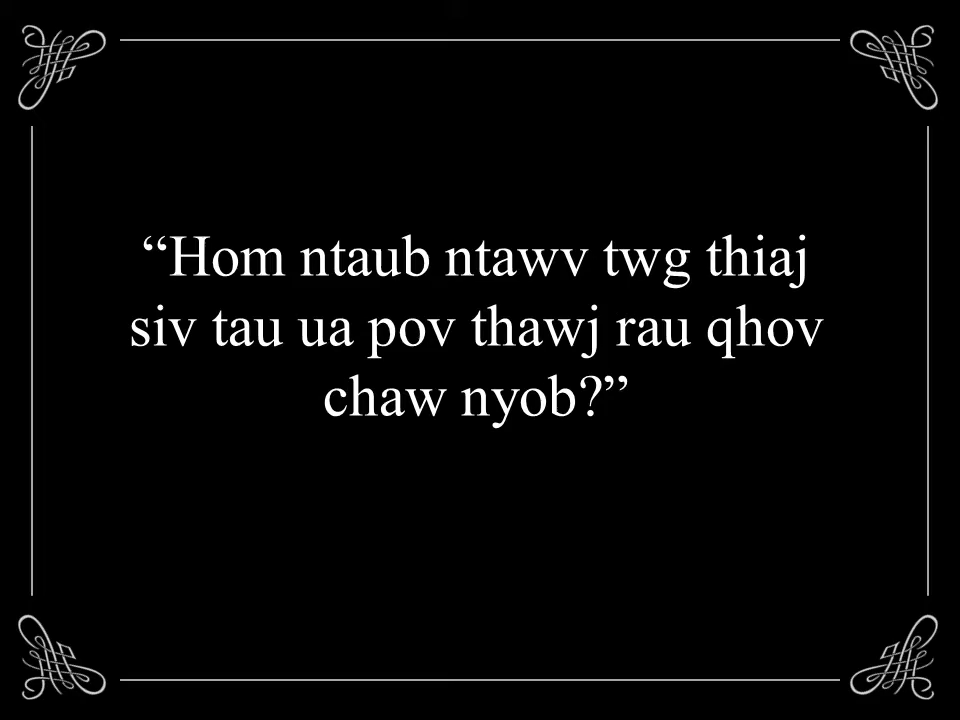 “Hom ntaub ntawv twg thiaj
siv tau ua pov thawj rau qhov
chaw nyob?”